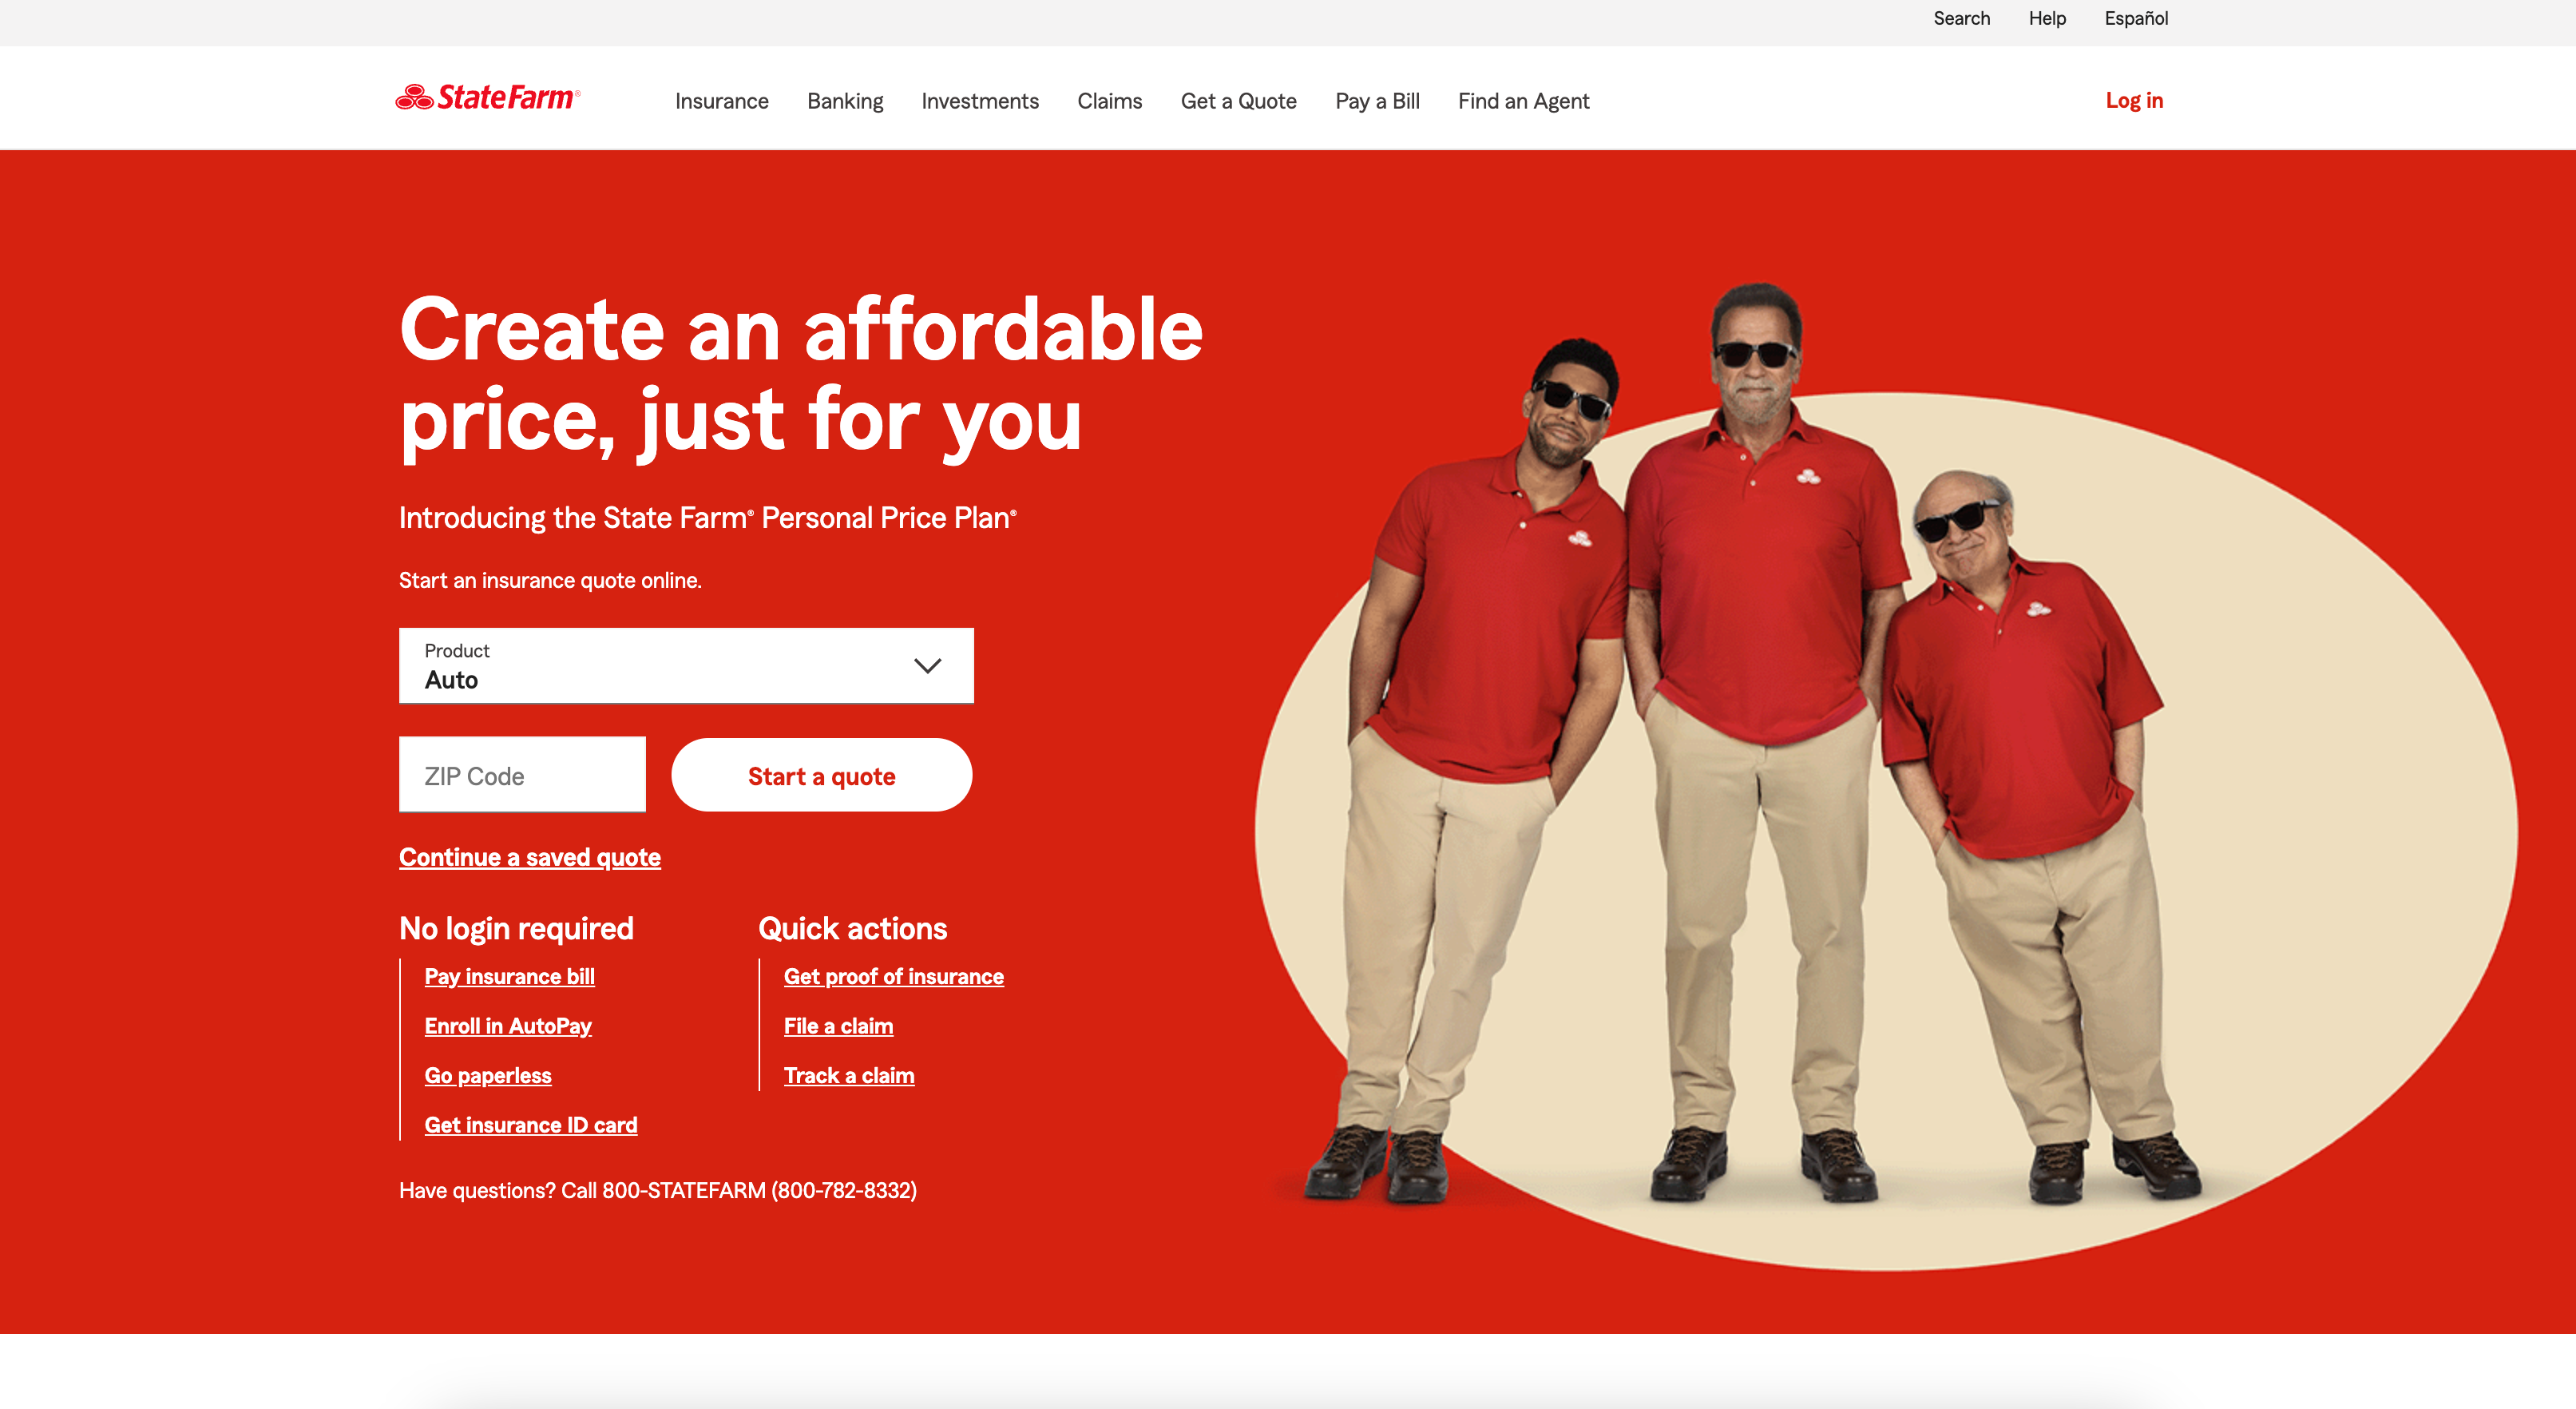 Search Help Español
State Farm®
Insurance Banking Investments Claims Get a Quote Pay a Bill Find an Agent
Log in
Create an affordable
price, just for you
Introducing the State Farm® Personal Price Plan®
Start an insurance quote online.
Product
Auto
ZIP Code
Start a quote
Continue a saved quote
No login required
Pay insurance bill
Enroll in AutoPay
Go paperless
Get insurance ID card
Quick actions
Get proof of insurance
File a claim
Track a claim
Have questions? Call 800-STATEFARM (800-782-8332)